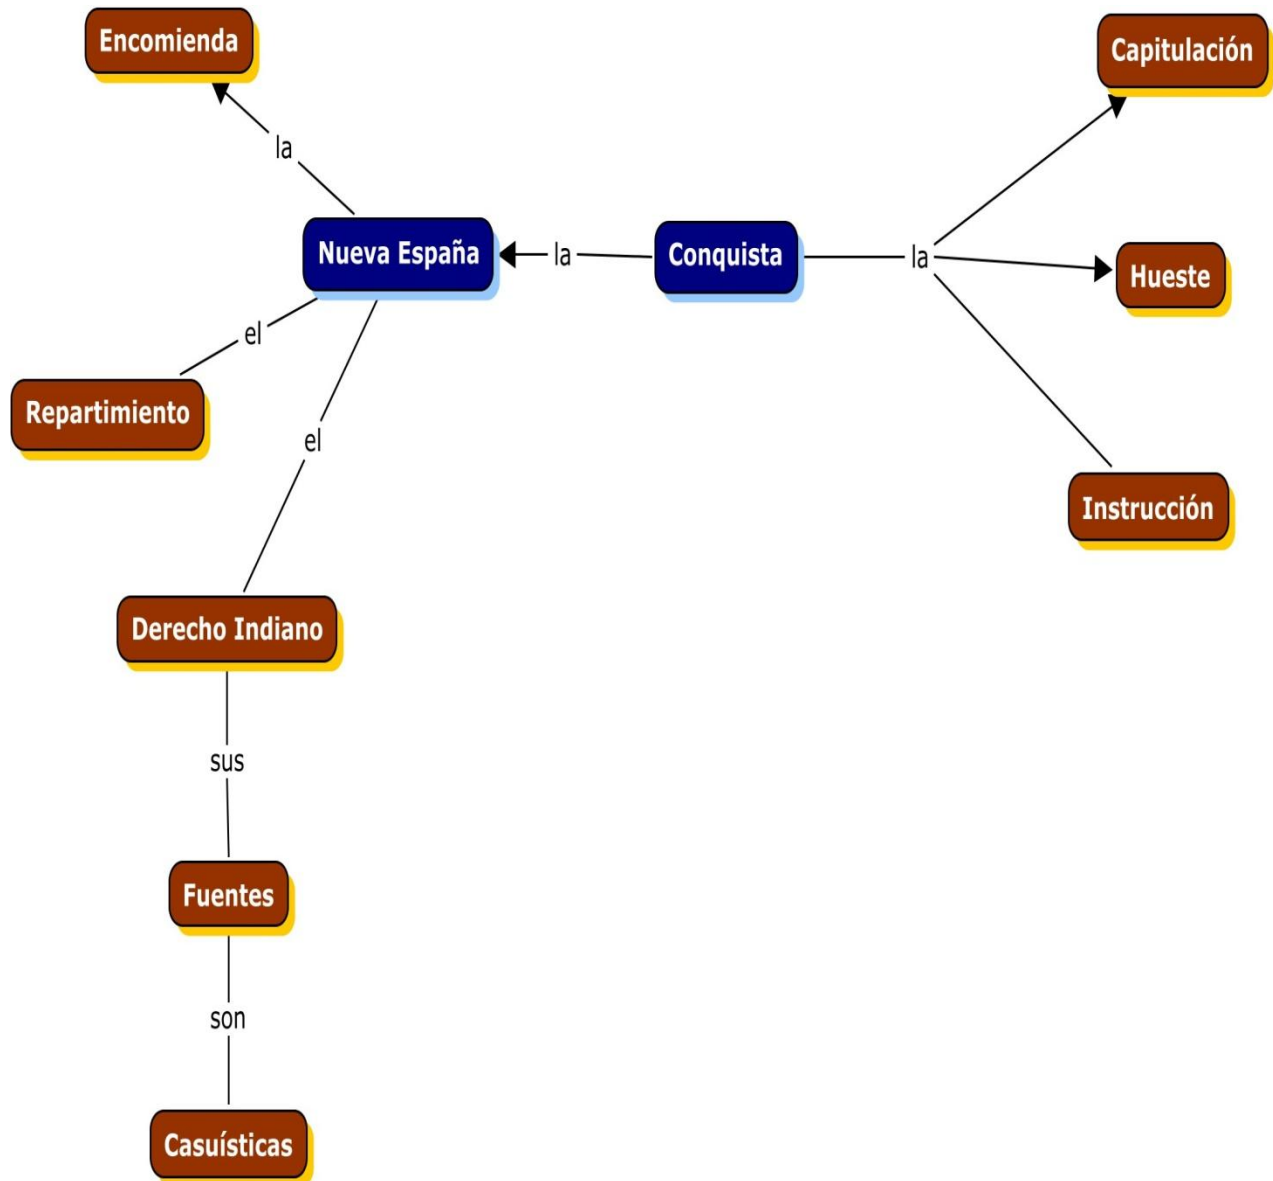 Encomienda
Capitulación
la
Nueva España
la
Conquista
la
Hueste
el
Repartimiento
el
Instrucción
Derecho Indiano
sus
Fuentes
son
Casuísticas